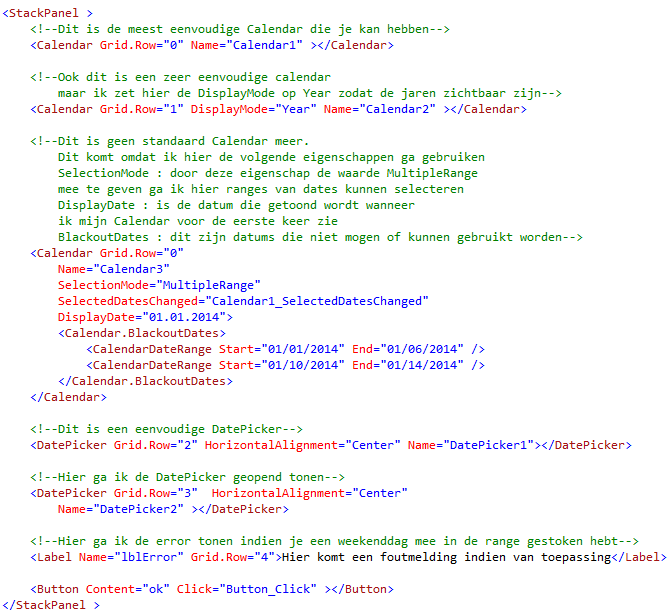 <StackPanel >
    <!--Dit is de meest eenvoudige Calendar die je kan hebben-->
    <Calendar Grid.Row="0" Name="Calendar1" ></Calendar>

    <!--Ook dit is een zeer eenvoudige calendar
        maar ik zet hier de DisplayMode op Year zodat de jaren zichtbaar zijn-->
    <Calendar Grid.Row="1" DisplayMode="Year" Name="Calendar2" ></Calendar>

    <!--Dit is geen standaard Calendar meer.
        Dit komt omdat ik hier de volgende eigenschappen ga gebruiken
        SelectionMode : door deze eigenschap de waarde MultipleRange
        mee te geven ga ik hier ranges van dates kunnen selecteren
        DisplayDate : is de datum die getoond wordt wanneer
        ik mijn Calendar voor de eerste keer zie
        BlackoutDates : dit zijn datums die niet mogen of kunnen gebruikt worden-->
    <Calendar Grid.Row="0"
        Name="Calendar3"
        SelectionMode="MultipleRange"
        SelectedDatesChanged="Calendar1_SelectedDatesChanged"
        DisplayDate="01.01.2014">
        <Calendar.BlackoutDates>
            <CalendarDateRange Start="01/01/2014" End="01/06/2014" />
            <CalendarDateRange Start="01/10/2014" End="01/14/2014" />
        </Calendar.BlackoutDates>
    </Calendar>

    <!--Dit is een eenvoudige DatePicker-->
    <DatePicker Grid.Row="2" HorizontalAlignment="Center" Name="DatePicker1"></DatePicker>

    <!--Hier ga ik de DatePicker geopend tonen-->
    <DatePicker Grid.Row="3"  HorizontalAlignment="Center"
        Name="DatePicker2" ></DatePicker>

    <!--Hier ga ik de error tonen indien je een weekenddag mee in de range gestoken hebt-->
    <Label Name="lblError" Grid.Row="4">Hier komt een foutmelding indien van toepassing</Label>

    <Button Content="ok" Click="Button_Click" ></Button>
</StackPanel >